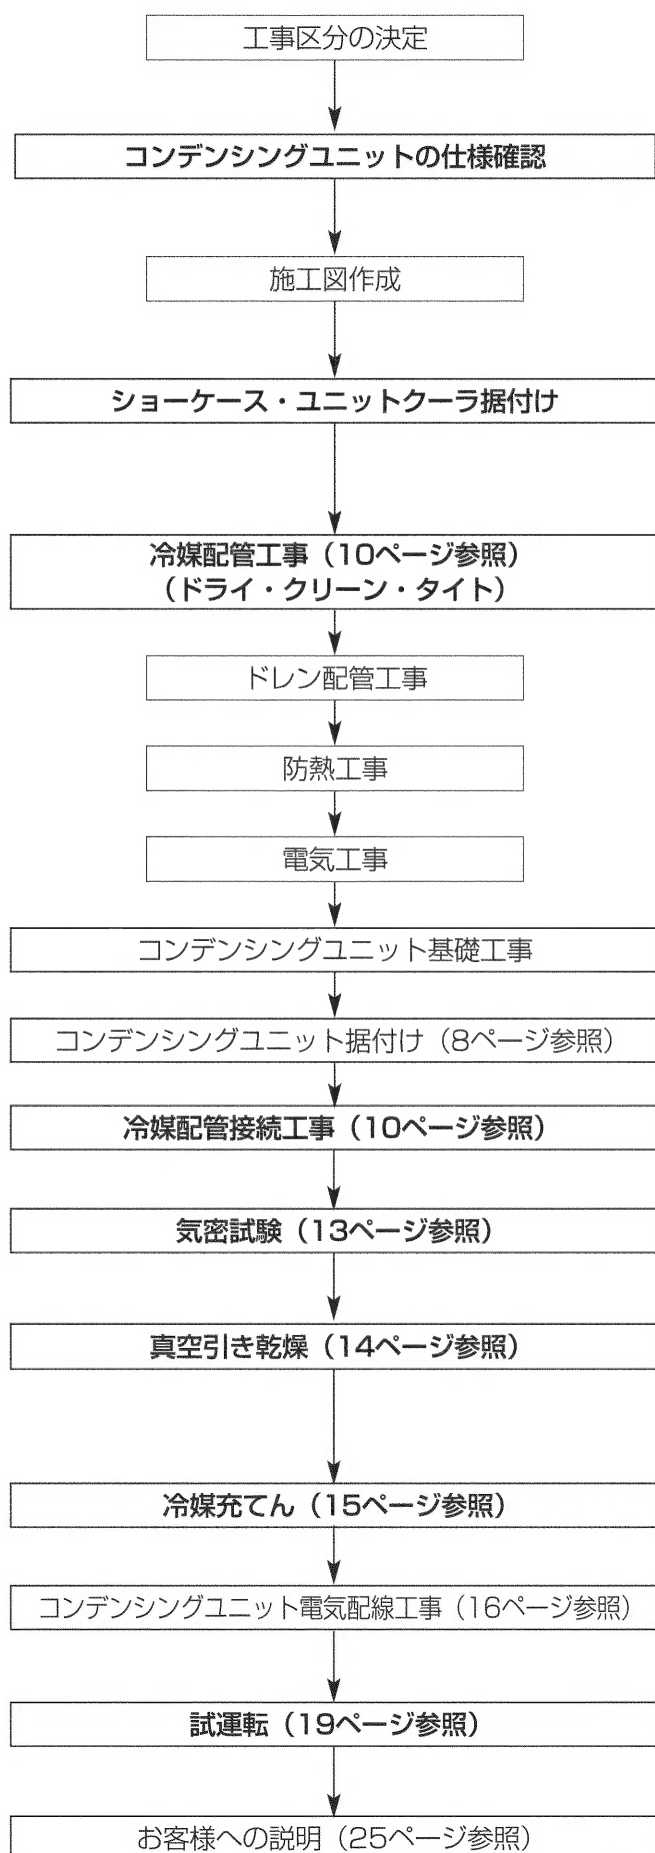 工事区分の決定
コンデンシングユニットの仕様確認
施工図作成
ショーケース・ユニットクーラ据付け
冷媒配管工事（10ページ参照）
（ドライ・クリーン・タイト）
ドレン配管工事
防熱工事
電気工事
コンデンシングユニット基礎工事
コンデンシングユニット据付け（8ページ参照）
冷媒配管接続工事（10ページ参照）
気密試験（13ページ参照）
真空引き乾燥（14ページ参照）
冷媒充てん（15ページ参照）
コンデンシングユニット電気配線工事（16ページ参照）
試運転（19ページ参照）
お客様への説明（25ページ参照）